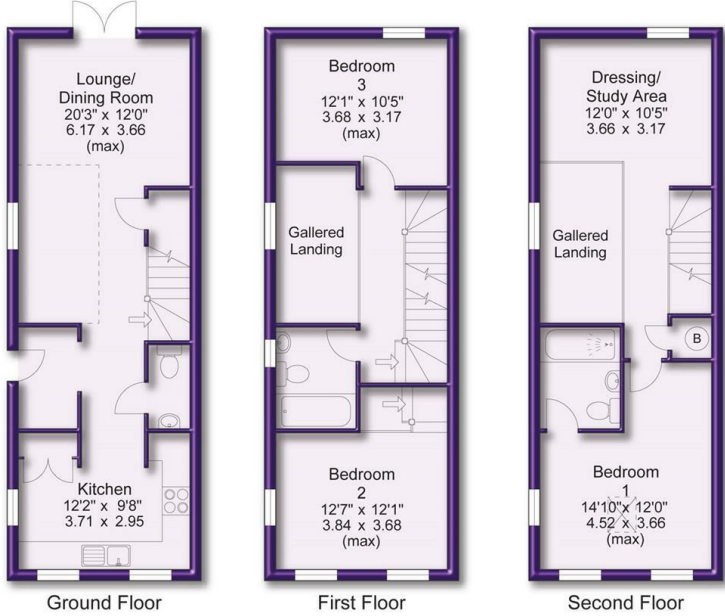 Lounge/
Dining Room
20'3" x 12'0"
6.17 x 3.66
(max)
Kitchen
12'2" x 9'8"
3.71 x 2.95
Ground Floor
Bedroom
3
12'1" x 10'5"
3.68 x 3.17
(max)
Gallered
Landing
Bedroom
2
12'7" x 12'1"
3.84 x 3.68
(max)
First Floor
Dressing/
Study Area
12'0" x 10'5"
3.66 x 3.17
Gallered
Landing
B
Bedroom
1
14'10" x 12'0"
4.52 x 3.66
(max)
Second Floor